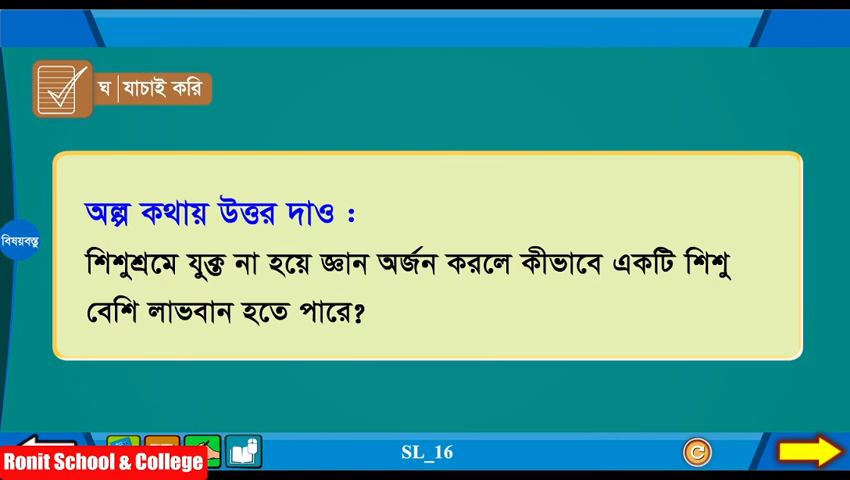 ঘ যাচাই করি
অল্প কথায় উত্তর দাও :
শিশুশ্রমে যুক্ত না হয়ে জ্ঞান অর্জন করলে কীভাবে একটি শিশু
বেশি লাভবান হতে পারে?
বিষয়বস্তু
SL_16
Ronit School & College